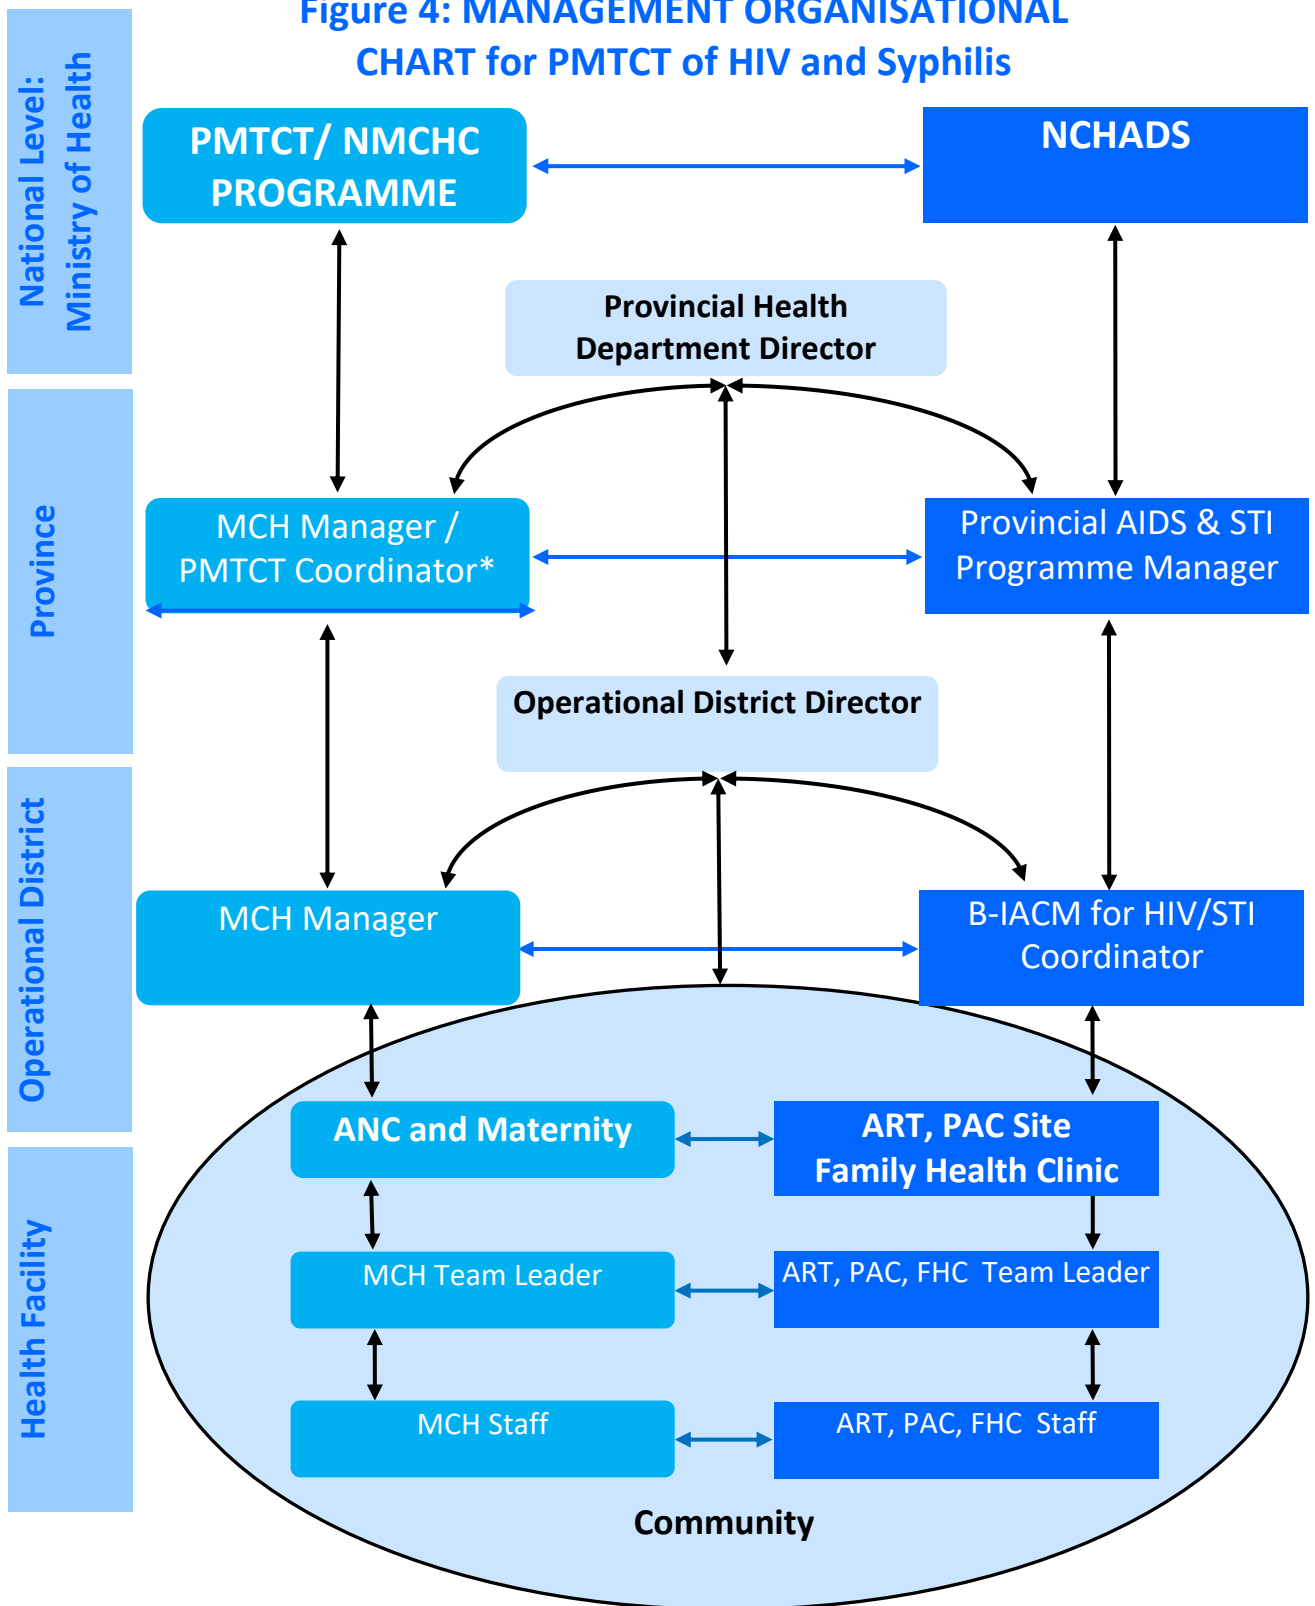 Figure 4: MANAGEMENT ORGANISATIONAL
CHART for PMTCT of HIV and Syphilis
National Level:
Ministry of Health
PMTCT/ NMCHC
PROGRAMME
NCHADS
Provincial Health
Department Director
Province
MCH Manager /
PMTCT Coordinator*
Provincial AIDS & STI
Programme Manager
Operational District Director
Operational District
MCH Manager
B-IACM for HIV/STI
Coordinator
Health Facility
ANC and Maternity
ART, PAC Site
Family Health Clinic
MCH Team Leader
ART, PAC, FHC  Team Leader
MCH Staff
ART, PAC, FHC  Staff
Community